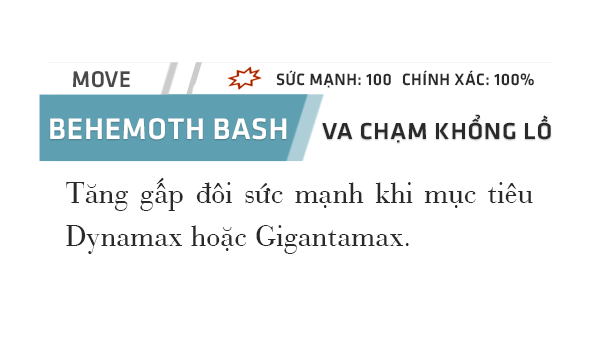 MOVE SỨC MẠNH: 100 CHÍNH XÁC: 100%
BEHEMOTH BASH VA CHẠM KHỔNG LỒ
Tăng gấp đôi sức mạnh khi mục tiêu
Dynamax hoặc Gigantamax.